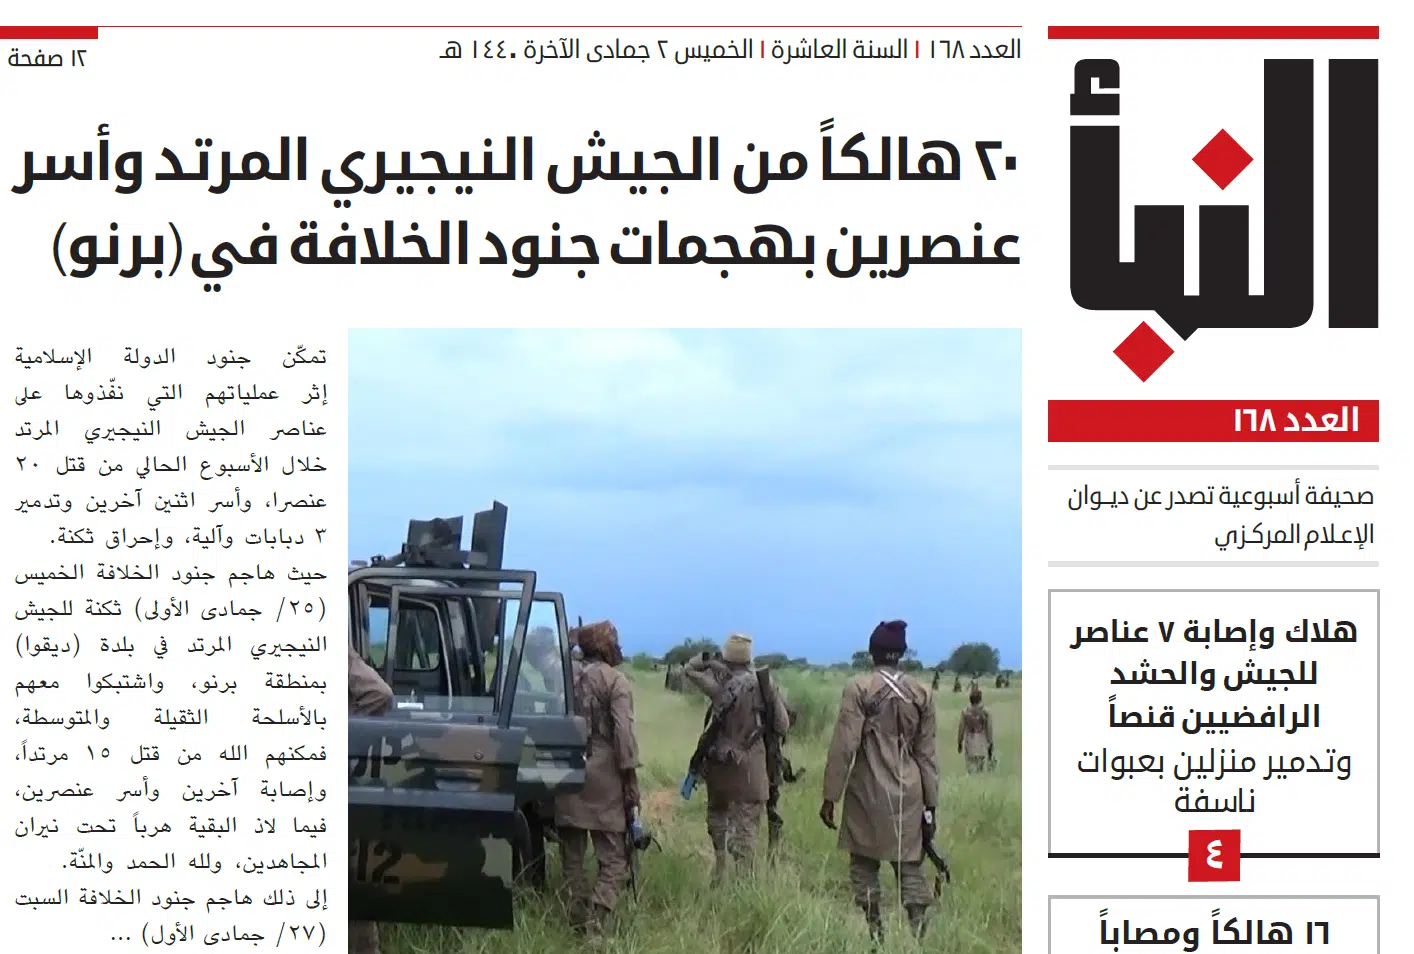 العدد ١٦٨ ا السنة العاشرة ا الخميس ٢ جمادى الآخرة ١٤٤٠ هـ
١٢ صفحة
النبأ
العدد ١٦٨
صحيفة أسبوعية تصدر عن ديـوان
الإعـلام المركـزي
٢٠ هالكاً من الجيش النيجيري المرتد وأسر
عنصرين بهجمات جنود الخلافة في (برنو)
تمكّن جنود الدولة الإسلامية
إثر عملياتهم التي نفّذوها على
عناصر الجيش النيجيري المرتد
خلال الأسبوع الحالي من قتل ٢٠
عنصرا، وأسر اثنين آخرين وتدمير
٣ دبابات وآلية، وإحراق ثكنة.
حيث هاجم جنود الخلافة الخميس
(٢٥/ جمادى الأولى) ثكنة للجيش
النيجيري المرتد في بلدة (ديقوا)
بمنطقة برنو، واشتبكوا معهم
بالأسلحة الثقيلة والمتوسطة،
فمكنهم الله من قتل ١٥ مرتداً،
وإصابة آخرين وأسر عنصرين،
فيما لاذ البقية هرباً تحت نيران
المجاهدين، ولله الحمد والمنّة.
إلى ذلك هاجم جنود الخلافة السبت
(٢٧/ جمادى الأول) ...
هلاك وإصابة ٧ عناصر
للجيش والحشد
الرافضيين قنصاً
وتدمير منزلين بعبوات
ناسفة
٤
١٦ هالكاً ومصاباً